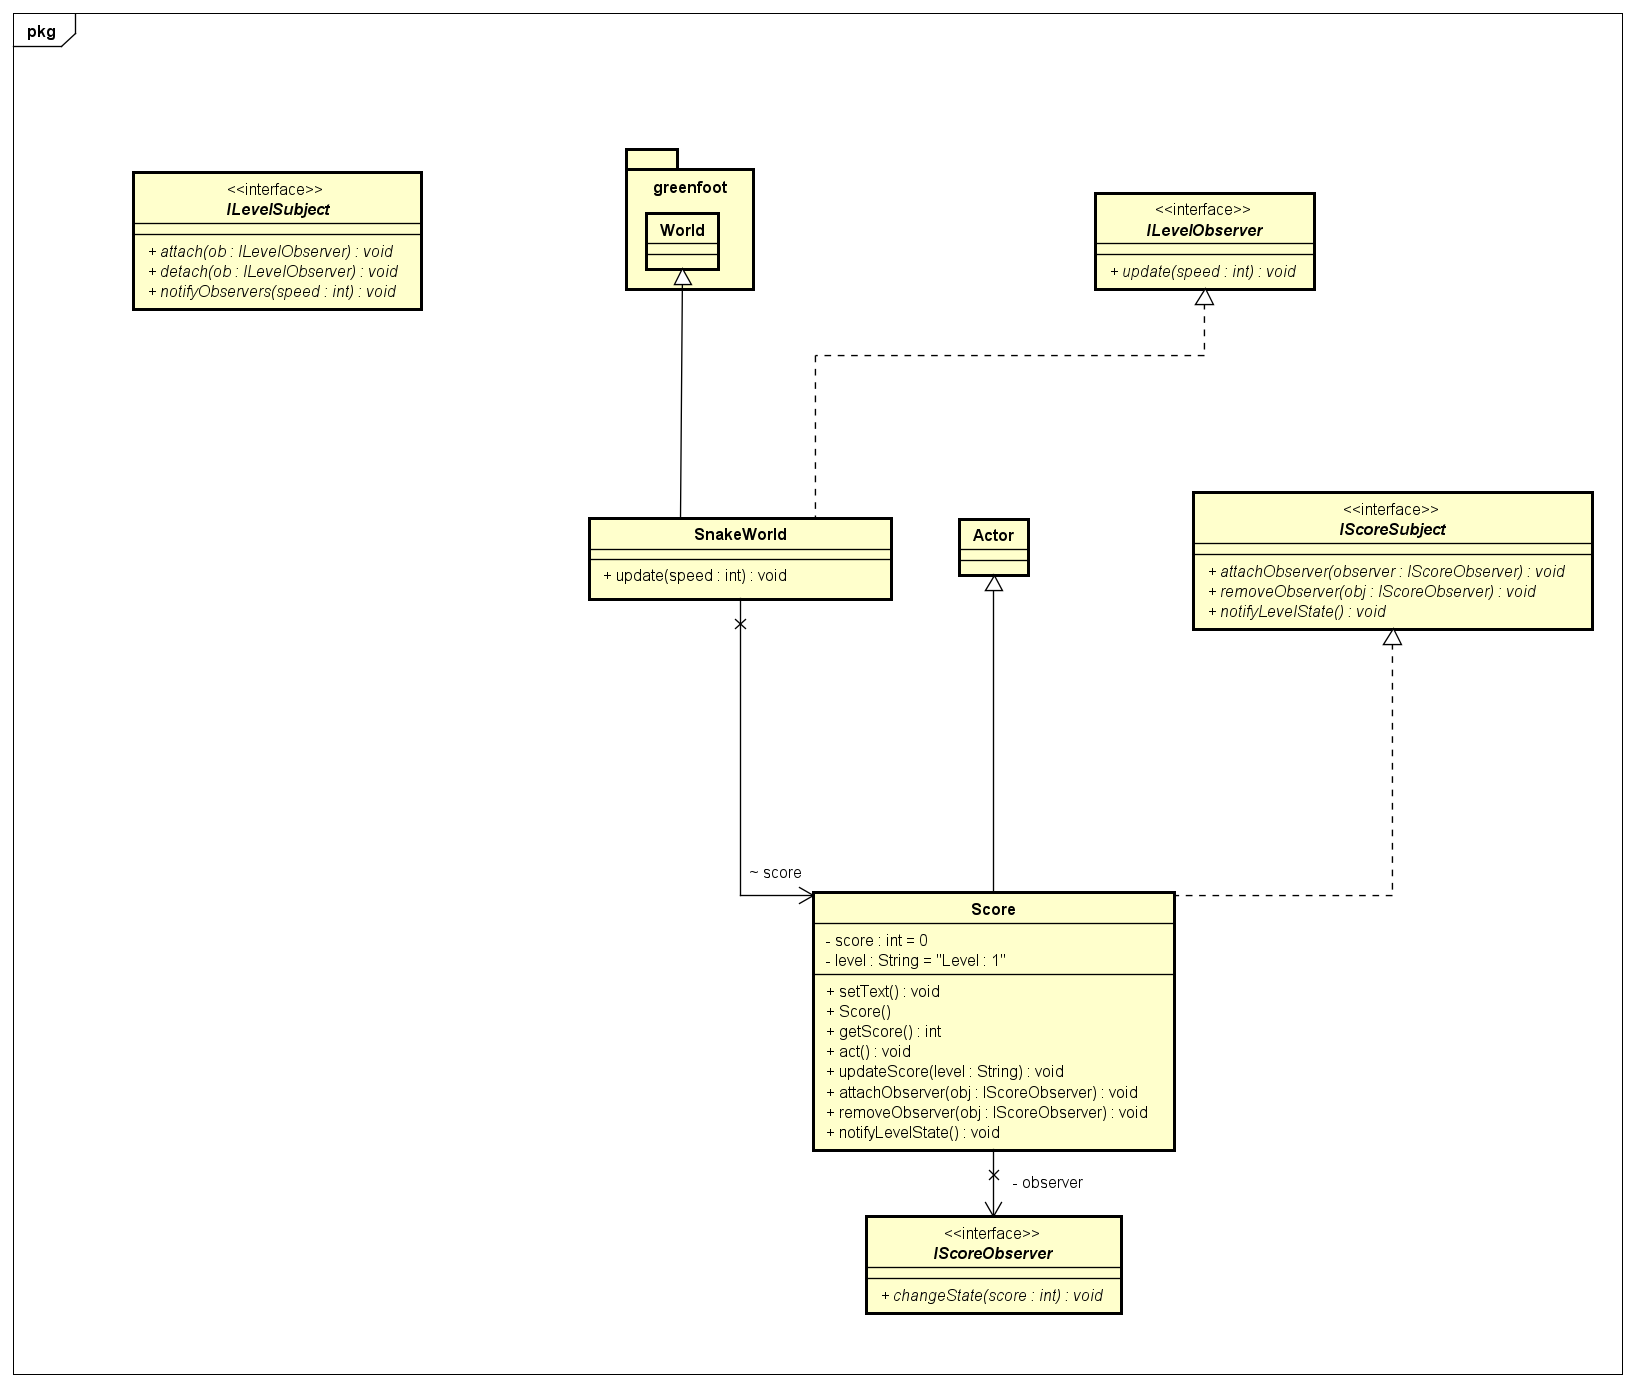 pkg
<<interface>>
ILevelSubject
+ attach(ob : ILevelObserver) : void
+ detach(ob : ILevelObserver) : void
+ notifyObservers(speed : int) : void
greenfoot
World
<<interface>>
ILevelObserver
+ update(speed : int) : void
SnakeWorld
+ update(speed : int) : void
Actor
<<interface>>
IScoreSubject
+ attachObserver(observer : IScoreObserver) : void
+ removeObserver(obj : IScoreObserver) : void
+ notifyLevelState() : void
~ score
Score
- score : int = 0
- level : String = "Level : 1"
+ setText() : void
+ Score()
+ getScore() : int
+ act() : void
+ updateScore(level : String) : void
+ attachObserver(obj : IScoreObserver) : void
+ removeObserver(obj : IScoreObserver) : void
+ notifyLevelState() : void
- observer
<<interface>>
IScoreObserver
+ changeState(score : int) : void